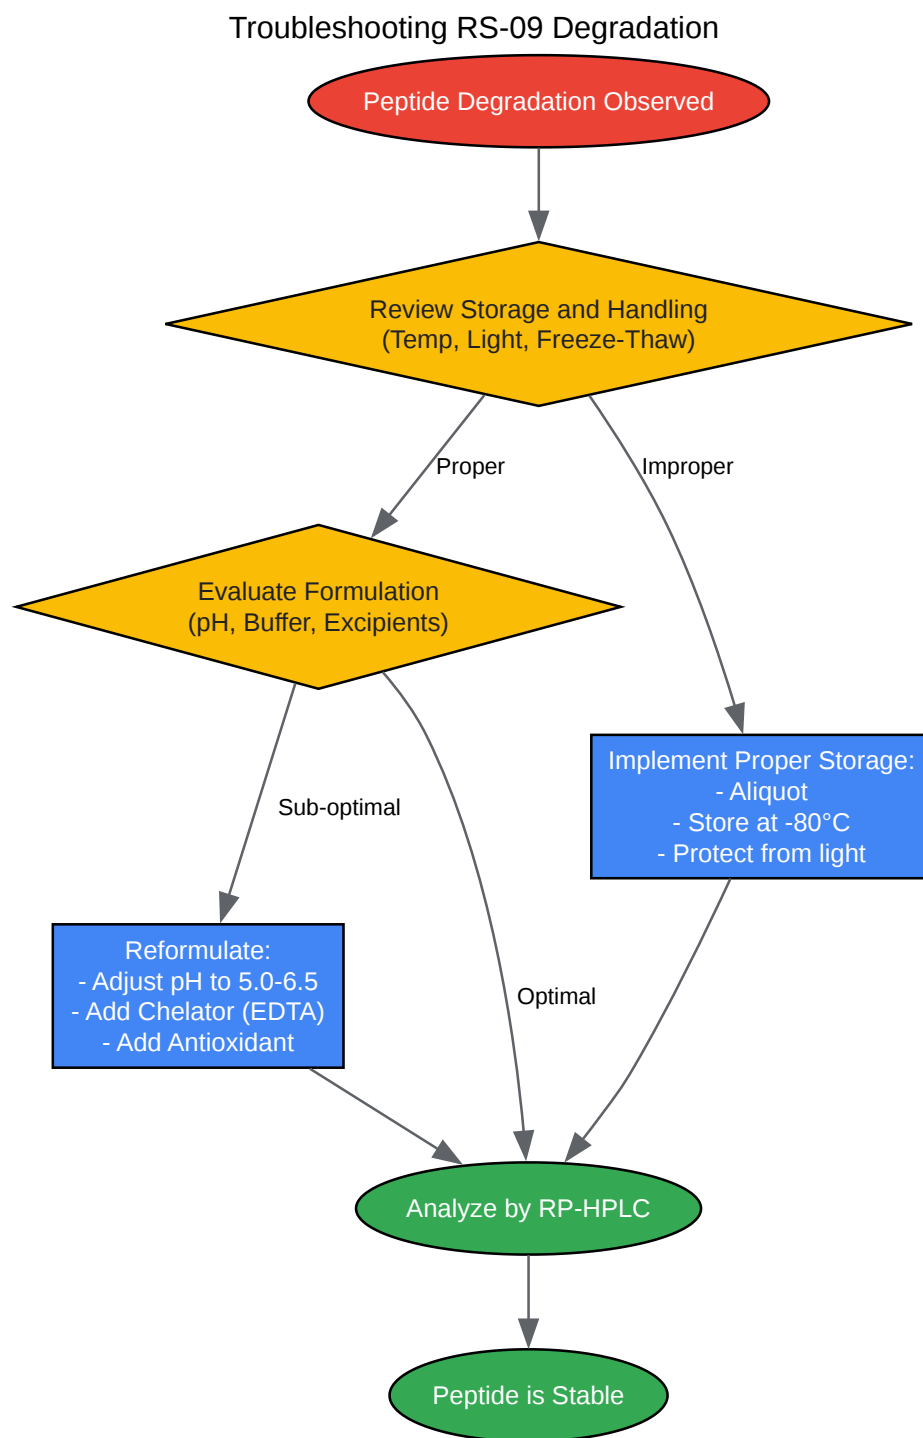 Troubleshooting RS-09 Degradation
Peptide Degradation Observed
Review Storage and Handling
(Temp, Light, Freeze-Thaw)
Proper
Improper
Evaluate Formulation
(pH, Buffer, Excipients)
Implement Proper Storage:
- Aliquot
- Store at -80°C
- Protect from light
Sub-optimal
Reformulate:
- Adjust pH to 5.0-6.5
- Add Chelator (EDTA)
- Add Antioxidant
Optimal
Analyze by RP-HPLC
Peptide is Stable